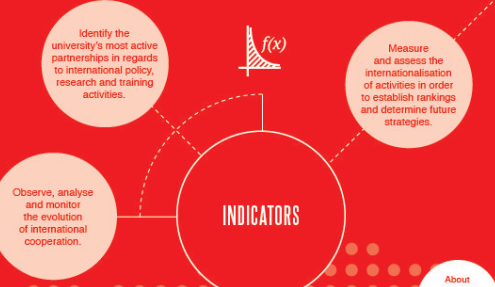 Identify the
university's most active
partnerships in regards
to international policy,
research and training
activities.
f(x)
Measure
and assess the
internationalisation
of activities in order
to establish rankings
and determine future
strategies.
Observe, analyse
and monitor
the evolution
of international
cooperation.
INDICATORS
About